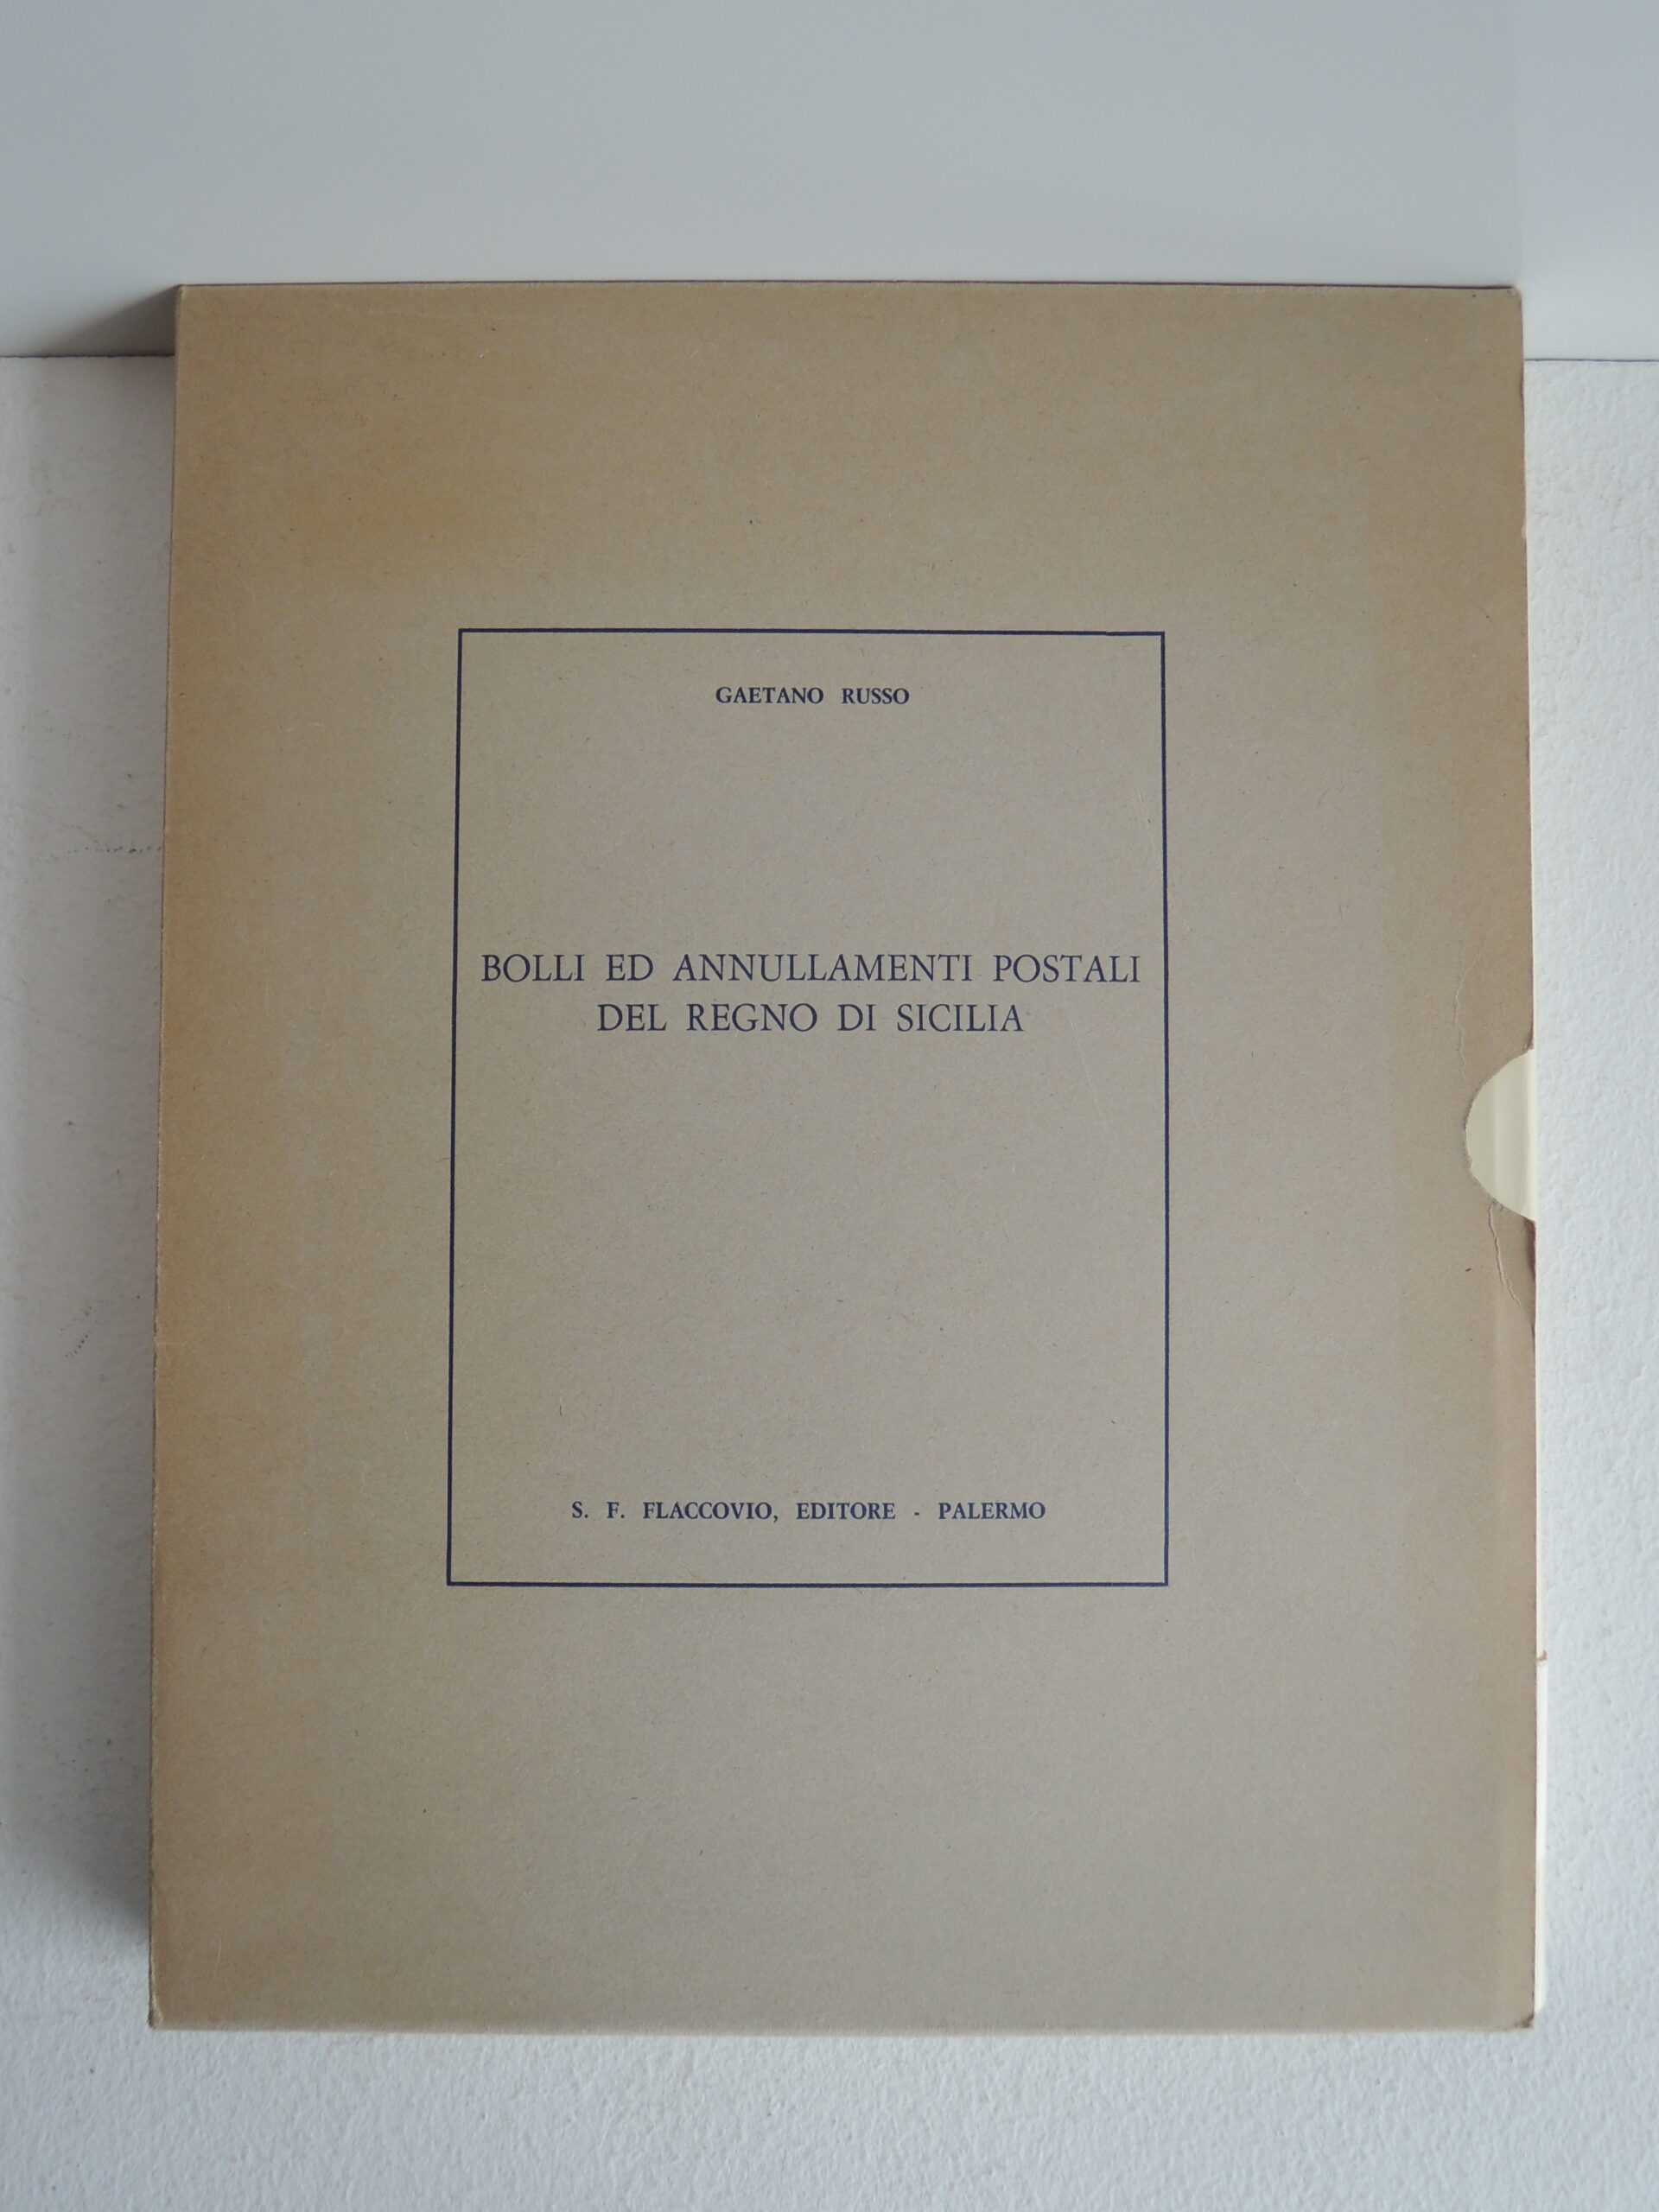 GAETANO RUSSO
BOLLI ED ANNULLAMENTI POSTALI
DEL REGNO DI SICILIA
S. F. FLACCOVIO, EDITORE - PALERMO